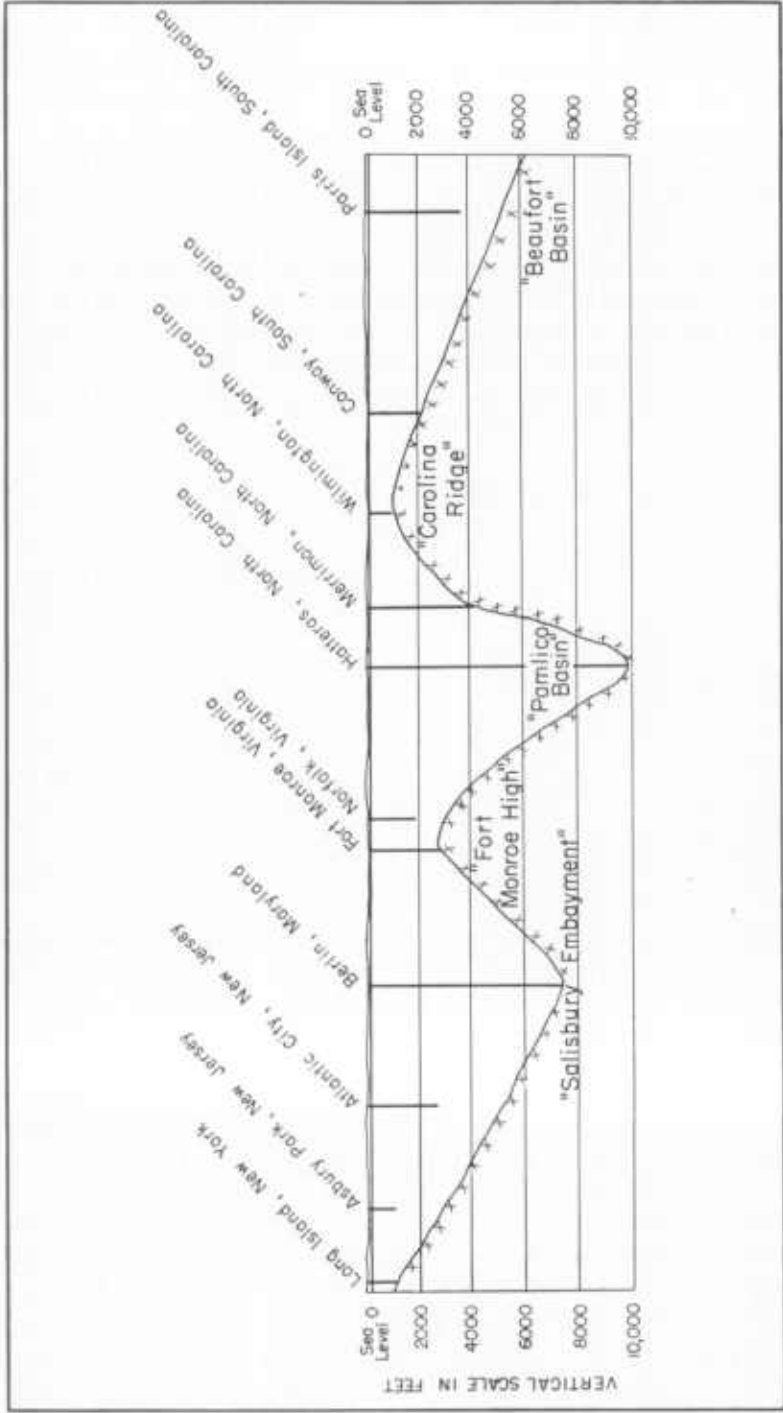 Long Island, New York
Asbury Park, New Jersey
Atlantic City, New Jersey
Berlin, Maryland
Fort Monroe, Virginia
Norfolk, Virginia
Hatteras, North Carolina
Merrimon, North Carolina
Wilmington, North Carolina
Conway, South Carolina
Parris Island, South Carolina
Sea
Level
0
2000
4000
6000
8000
10,000
VERTICAL SCALE IN FEET
0 Sea
Level
2000
4000
6000
8000
10,000
"Salisbury Embayment"
"Fort
Monroe High"
"Pamlico
Basin"
"Carolina
Ridge"
"Beaufort
Basin"